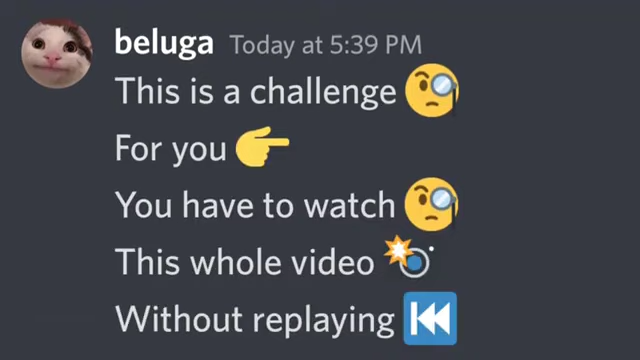 beluga Today at 5:39 PM
This is a challenge 🧐
For you 👉
You have to watch 🧐
This whole video 📹
Without replaying ⏮️